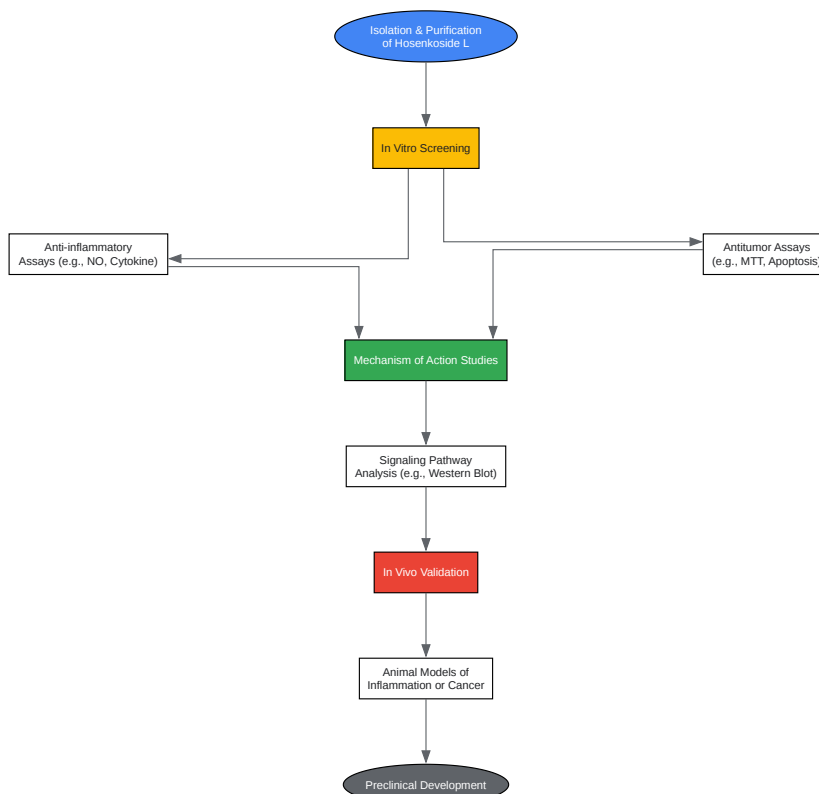 Isolation & Purification
of Hosenkoside L
In Vitro Screening
Anti-inflammatory
Assays (e.g., NO, Cytokine)
Antitumor Assays
(e.g., MTT, Apoptosis)
Mechanism of Action Studies
Signaling Pathway
Analysis (e.g., Western Blot)
In Vivo Validation
Animal Models of
Inflammation or Cancer
Preclinical Development